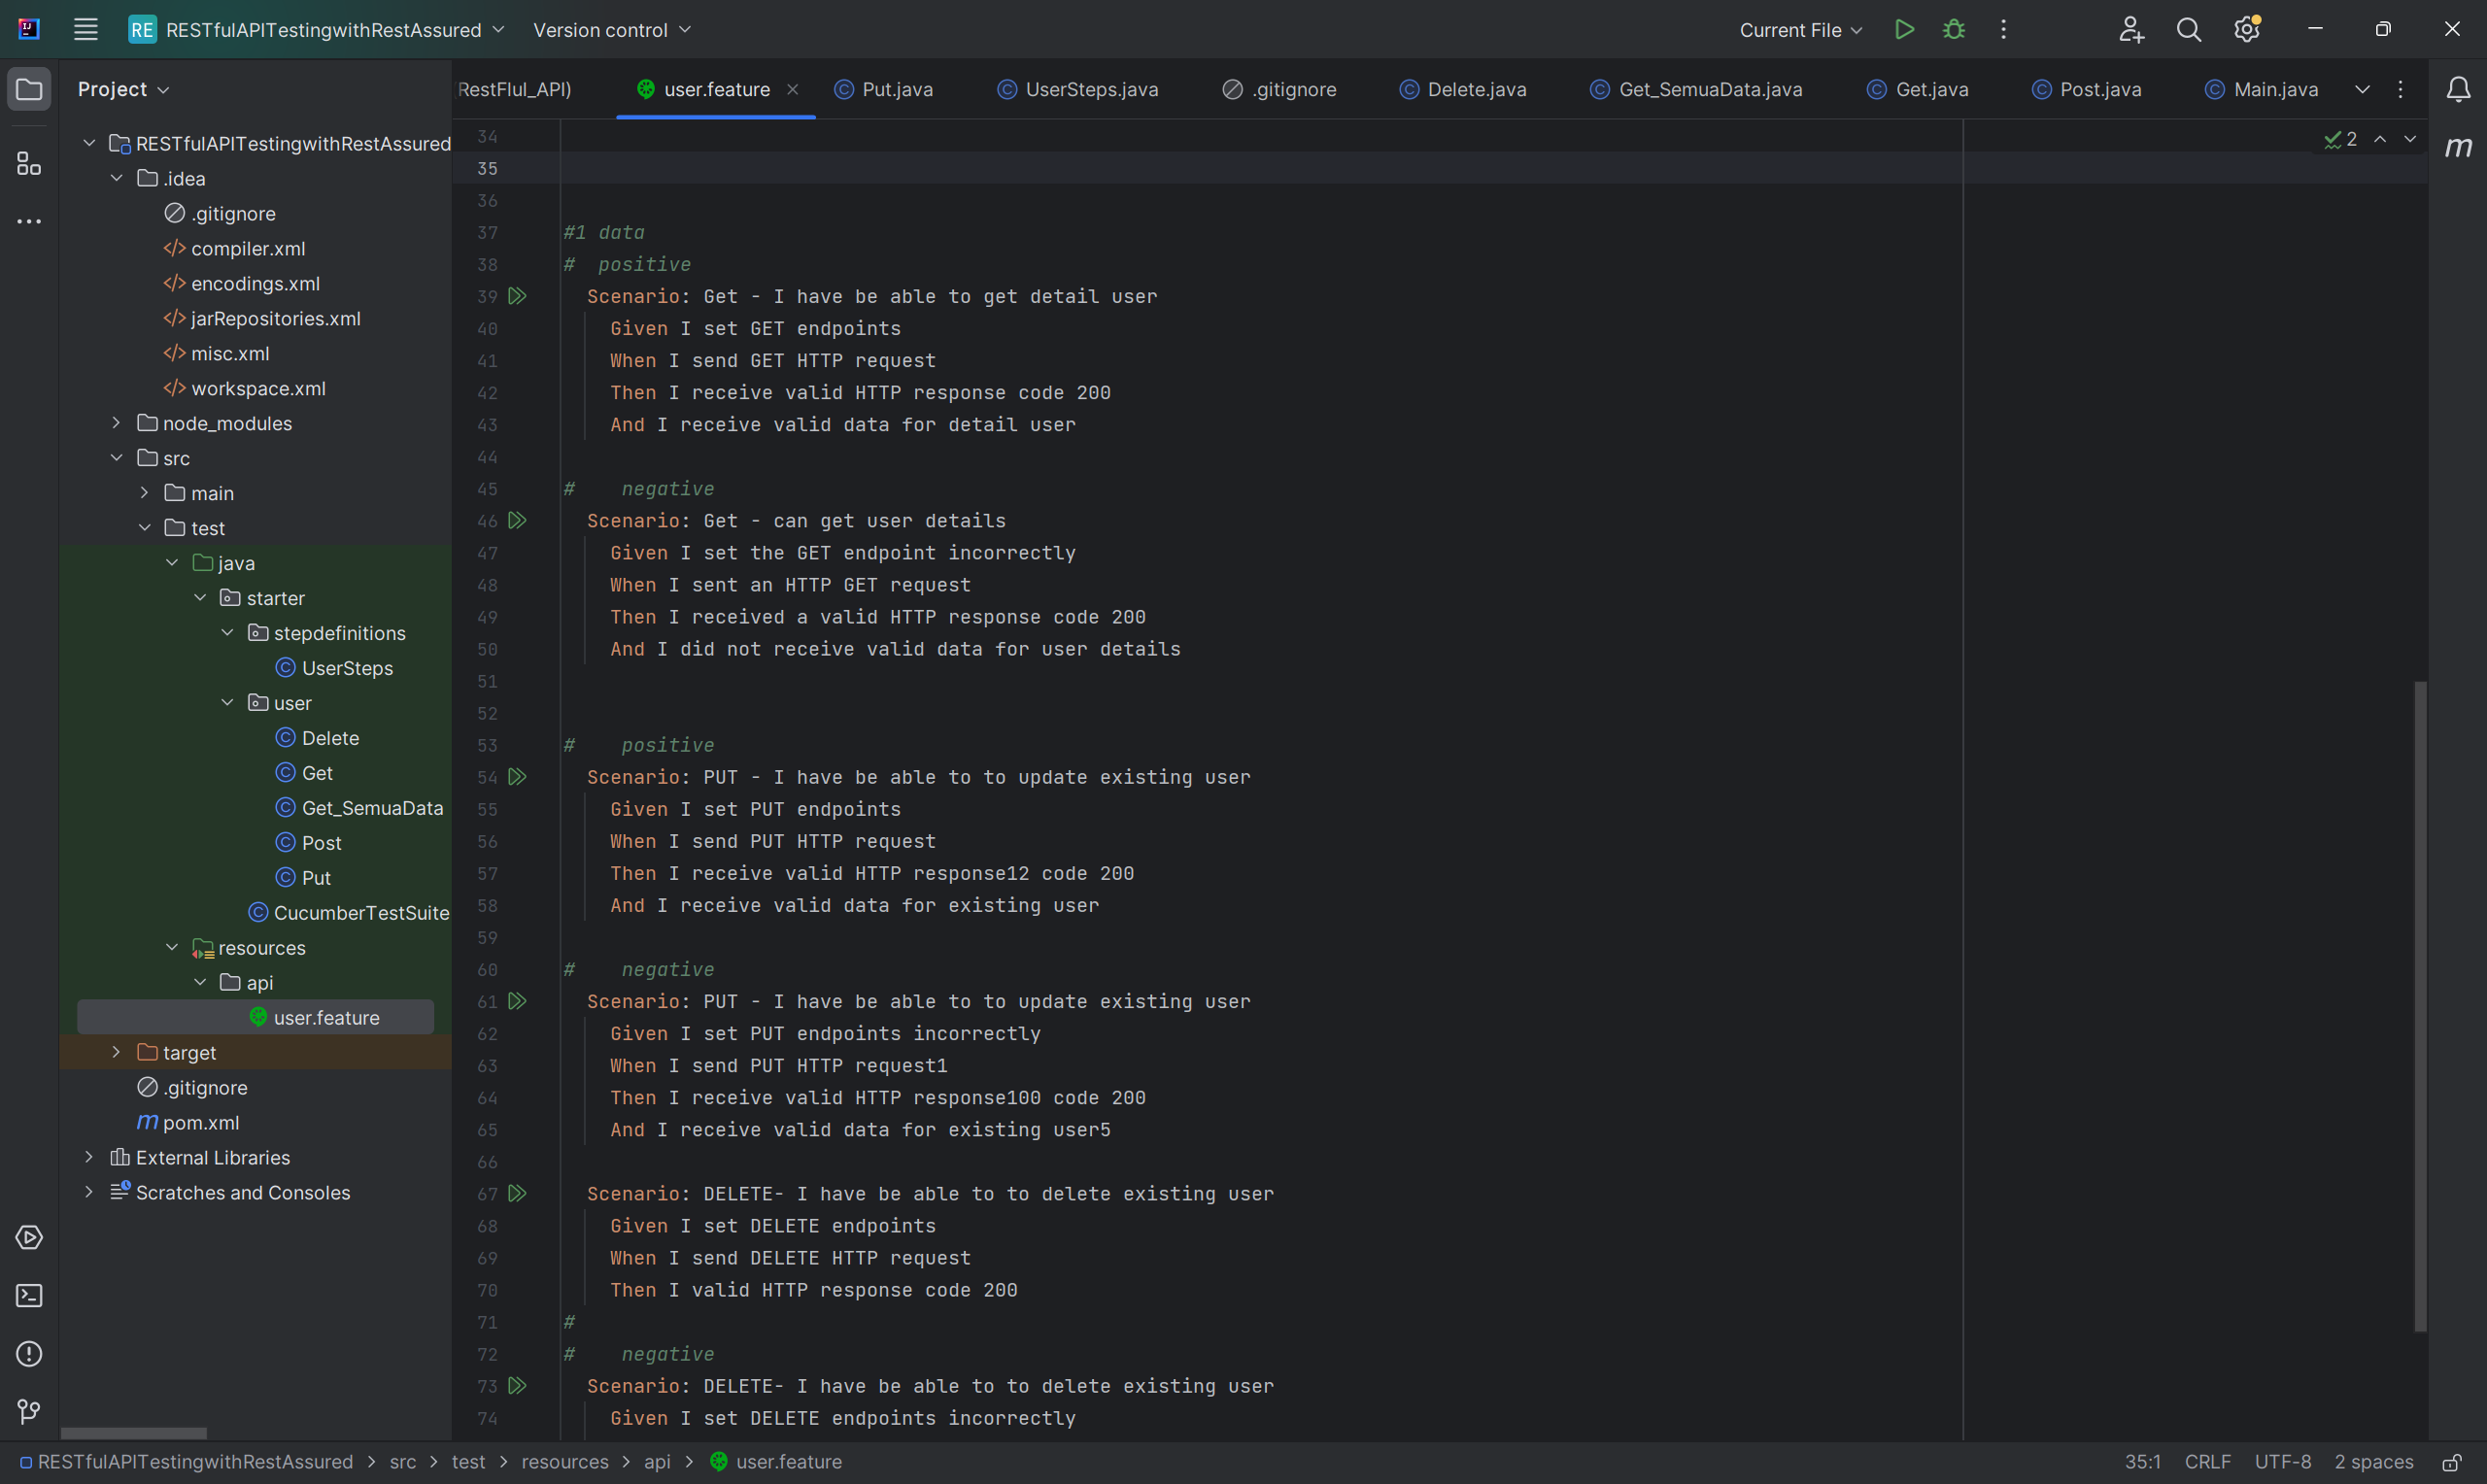 RE RESTfulAPITestingwithRestAssured Version control Current File
Project
RestFlul_API) user.feature Put.java UserSteps.java .gitignore Delete.java Get_SemuaData.java Get.java Post.java Main.java
RESTfulAPITestingwithRestAssured
.idea
.gitignore
compiler.xml
encodings.xml
jarRepositories.xml
misc.xml
workspace.xml
node_modules
src
main
test
java
starter
stepdefinitions
UserSteps
user
Delete
Get
Get_SemuaData
Post
Put
CucumberTestSuite
resources
api
user.feature
target
.gitignore
m pom.xml
External Libraries
Scratches and Consoles
2
m
34
35
36
37 #1 data
38 # positive
39 Scenario: Get - I have be able to get detail user
40 Given I set GET endpoints
41 When I send GET HTTP request
42 Then I receive valid HTTP response code 200
43 And I receive valid data for detail user
44
45 # negative
46 Scenario: Get - can get user details
47 Given I set the GET endpoint incorrectly
48 When I sent an HTTP GET request
49 Then I received a valid HTTP response code 200
50 And I did not receive valid data for user details
51
52
53 # positive
54 Scenario: PUT - I have be able to to update existing user
55 Given I set PUT endpoints
56 When I send PUT HTTP request
57 Then I receive valid HTTP response12 code 200
58 And I receive valid data for existing user
59
60 # negative
61 Scenario: PUT - I have be able to to update existing user
62 Given I set PUT endpoints incorrectly
63 When I send PUT HTTP request1
64 Then I receive valid HTTP response100 code 200
65 And I receive valid data for existing user5
66
67 Scenario: DELETE- I have be able to to delete existing user
68 Given I set DELETE endpoints
69 When I send DELETE HTTP request
70 Then I valid HTTP response code 200
71 #
72 # negative
73 Scenario: DELETE- I have be able to to delete existing user
74 Given I set DELETE endpoints incorrectly
RESTfulAPITestingwithRestAssured > src > test > resources > api > user.feature 35:1 CRLF UTF-8 2 spaces